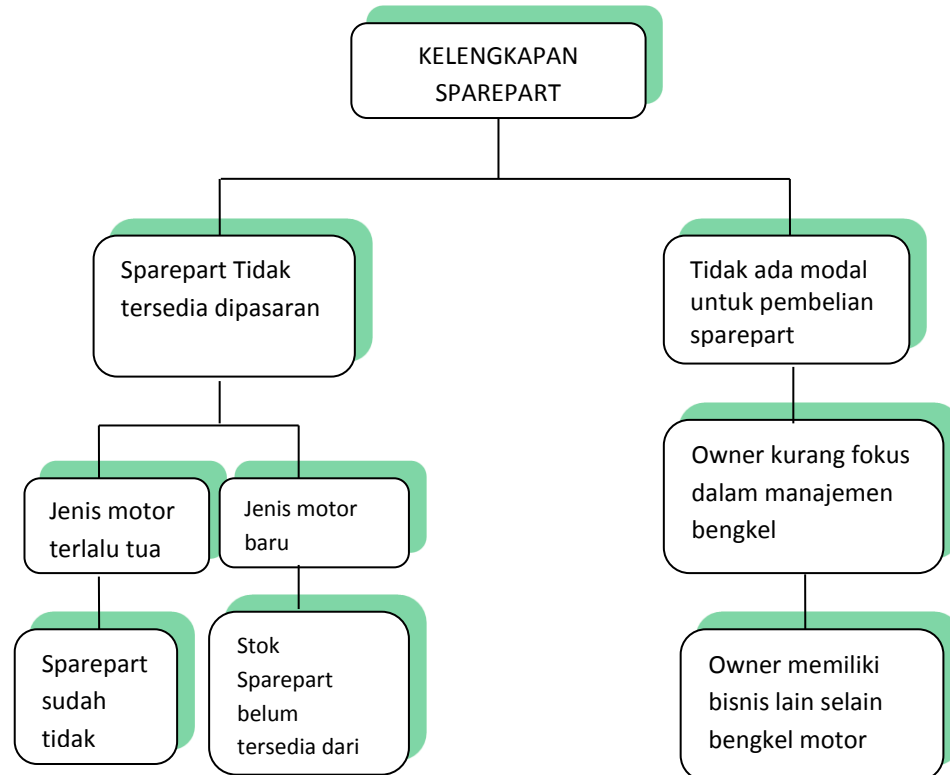 KELENGKAPAN
SPAREPART
Sparepart Tidak
tersedia dipasaran
Tidak ada modal
untuk pembelian
sparepart
Jenis motor
terlalu tua
Jenis motor
baru
Owner kurang fokus
dalam manajemen
bengkel
Sparepart
sudah
tidak
Stok
Sparepart
belum
tersedia dari
Owner memiliki
bisnis lain selain
bengkel motor